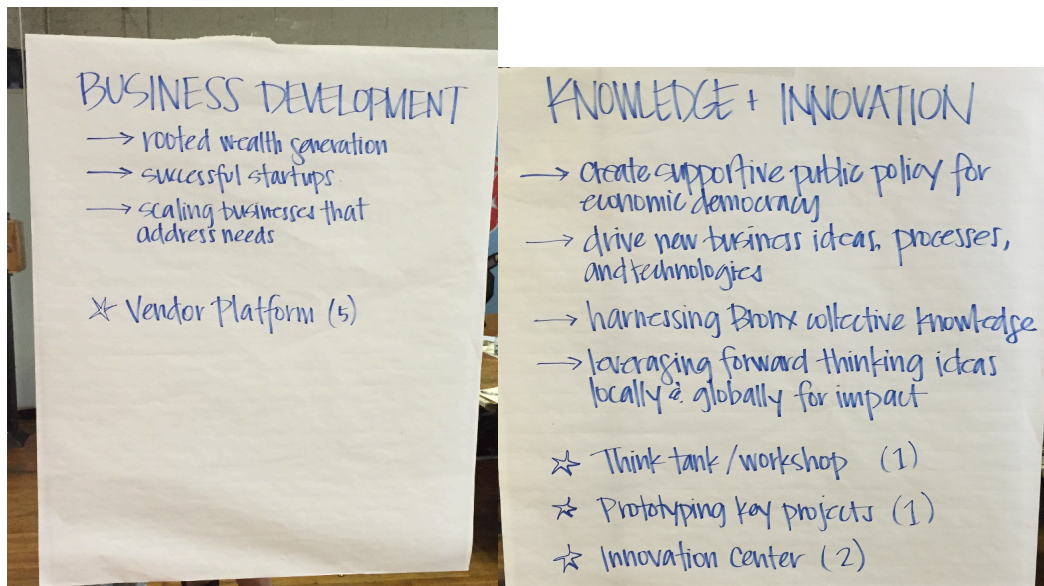 BUSINESS DEVELOPMENT
→ rooted wealth generation
→ successful startups
→ scaling businesses that
address needs
☆ Vendor Platform (5)
KNOWLEDGE + INNOVATION
→ create supportive public policy for
economic democracy
→ drive new business ideas, processes,
and technologies
→ harnessing Bronx collective knowledge
→ leveraging forward thinking ideas
locally & globally for impact
☆ Think tank / workshop (1)
☆ Prototyping key projects (1)
☆ Innovation Center (2)